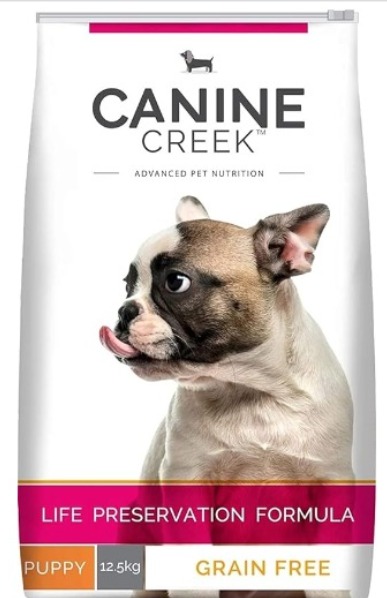 CANINE
CREEK™
ADVANCED PET NUTRITION
LIFE PRESERVATION FORMULA
PUPPY 12.5kg GRAIN FREE